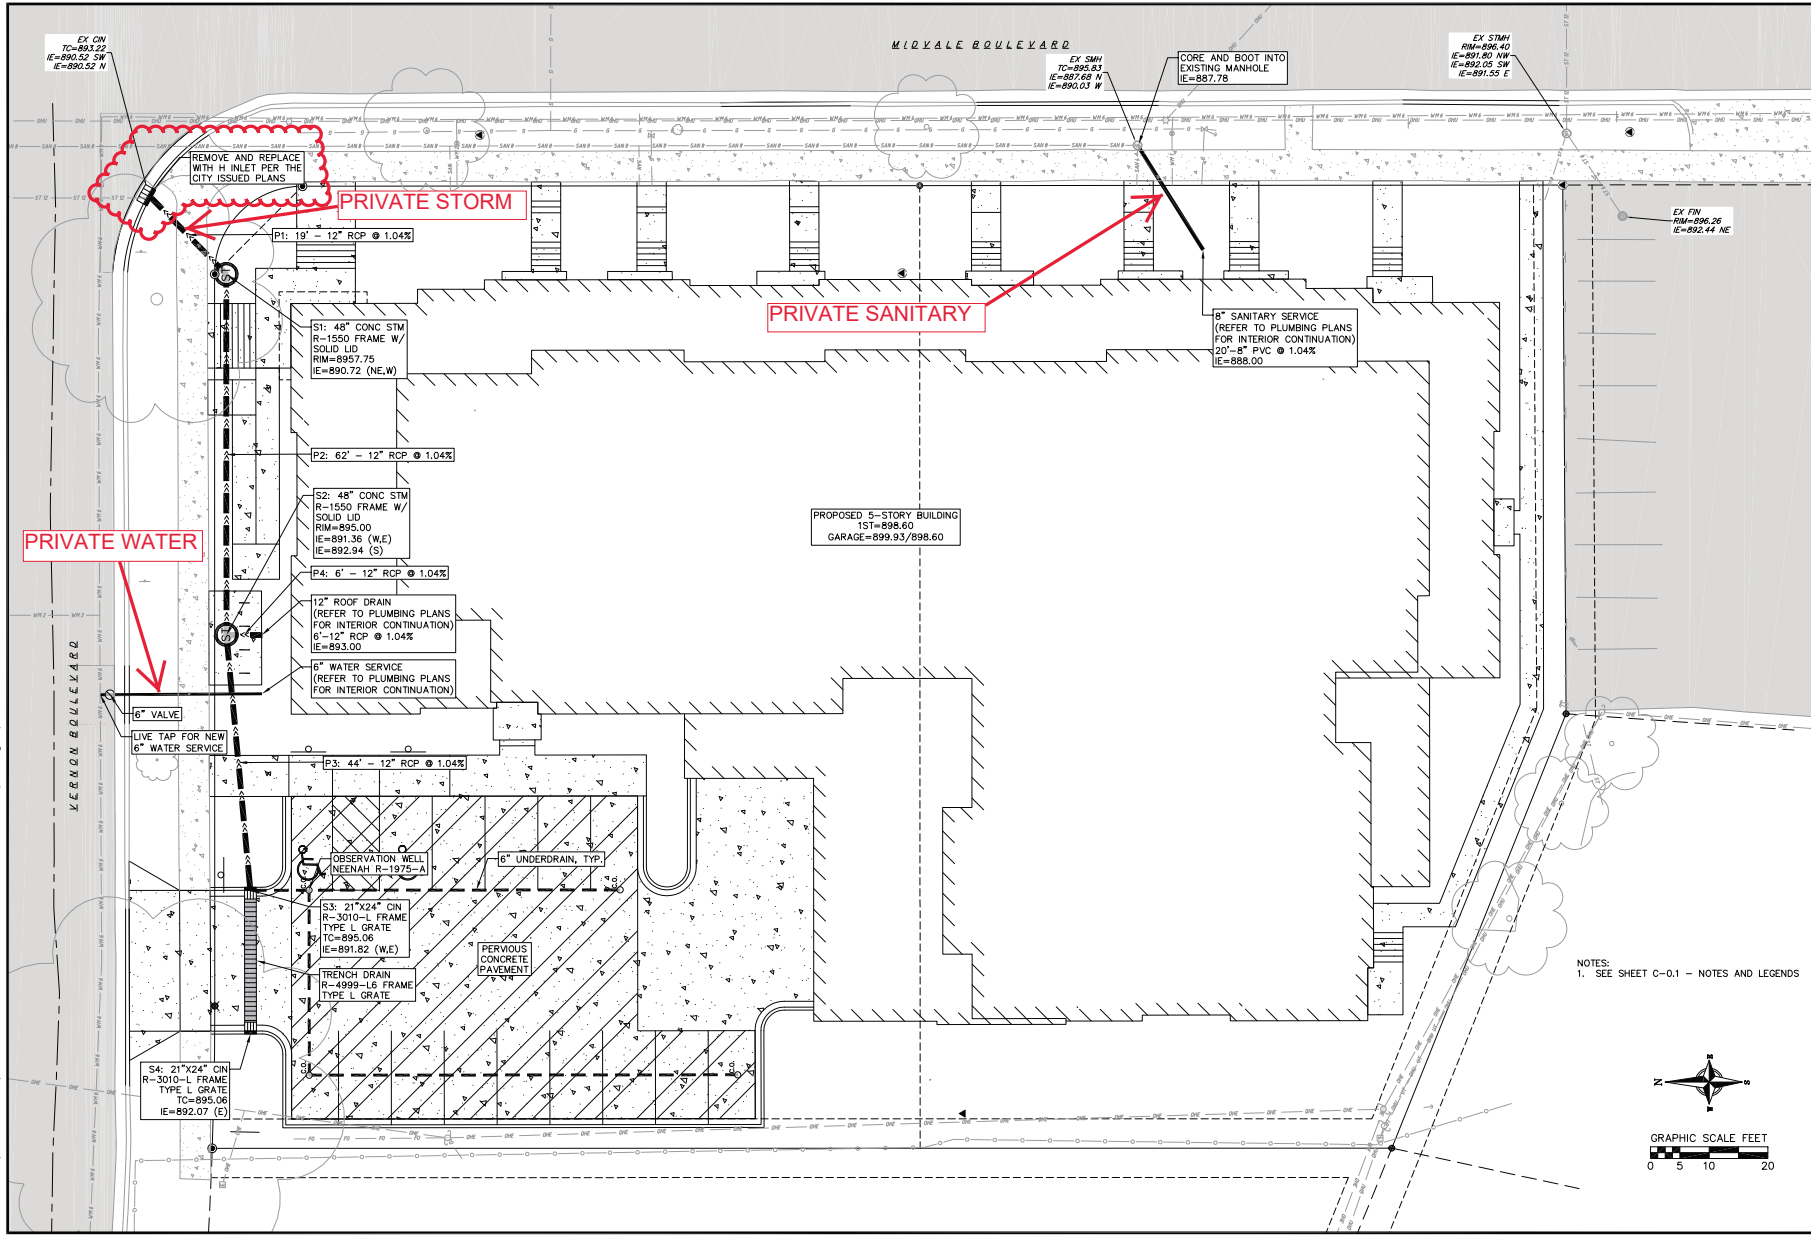 EX CIN
TC=893.22
IE=890.52 SW
IE=890.52 N
MIDVALE BOULEVARD
EX SMH
TC=895.83
IE=887.68 N
IE=890.03 W
CORE AND BOOT INTO
EXISTING MANHOLE
IE=887.78
EX STMH
RIM=896.40
IE=891.80 NW
IE=892.05 SW
IE=891.55 E
REMOVE AND REPLACE
WITH H INLET PER THE
CITY ISSUED PLANS
PRIVATE STORM
P1: 19' - 12" RCP @ 1.04%
EX FIN
RIM=896.26
IE=892.44 NE
ST
S1: 48" CONC STM
R-1550 FRAME W/
SOLID LID
RIM=8957.75
IE=890.72 (NE,W)
PRIVATE SANITARY
8" SANITARY SERVICE
(REFER TO PLUMBING PLANS
FOR INTERIOR CONTINUATION)
20'-8" PVC @ 1.04%
IE=888.00
P2: 62' - 12" RCP @ 1.04%
S2: 48" CONC STM
R-1550 FRAME W/
SOLID LID
RIM=895.00
IE=891.36 (W,E)
IE=892.94 (S)
PROPOSED 5-STORY BUILDING
1ST=898.60
GARAGE=899.93/898.60
PRIVATE WATER
P4: 6' - 12" RCP @ 1.04%
12" ROOF DRAIN
(REFER TO PLUMBING PLANS
FOR INTERIOR CONTINUATION)
6'-12" RCP @ 1.04%
IE=893.00
ST
6" WATER SERVICE
(REFER TO PLUMBING PLANS
FOR INTERIOR CONTINUATION)
VERNON BOULEVARD
6" VALVE
LIVE TAP FOR NEW
6" WATER SERVICE
P3: 44' - 12" RCP @ 1.04%
OBSERVATION WELL
NEENAH R-1975-A
6" UNDERDRAIN, TYP.
S3: 21"X24" CIN
R-3010-L FRAME
TYPE L GRATE
TC=895.06
IE=891.82 (W,E)
PERVIOUS
CONCRETE
PAVEMENT
TRENCH DRAIN
R-4999-L6 FRAME
TYPE L GRATE
NOTES:
1. SEE SHEET C-0.1 - NOTES AND LEGENDS
S4: 21"X24" CIN
R-3010-L FRAME
TYPE L GRATE
TC=895.06
IE=892.07 (E)
C.O.
C.O.
C.O.
C.O.
N
S
GRAPHIC SCALE FEET
0 5 10 20